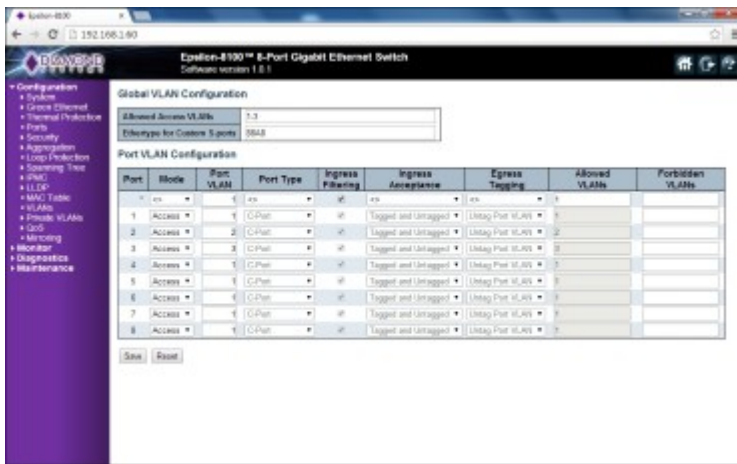 Epsilon-8100
192.168.1.60
DIAMOND
Epsilon-8100™ 8-Port Gigabit Ethernet Switch
Software version 1.0.1
Configuration
System
Green Ethernet
Thermal Protection
Ports
Security
Aggregation
Loop Protection
Spanning Tree
IPMC
LLDP
MAC Table
VLANs
Private VLANs
QoS
Mirroring
Monitor
Diagnostics
Maintenance
Global VLAN Configuration
Allowed Access VLANs 1-3
Ethertype for Custom S-ports 88A8
Port VLAN Configuration
Port Mode Port VLAN Port Type Ingress Filtering Ingress Acceptance Egress Tagging Allowed VLANs Forbidden VLANs
* <> 1 <> <> <> 1
1 Access 1 C-Port Tagged and Untagged Untag Port VLAN 1
2 Access 2 C-Port Tagged and Untagged Untag Port VLAN 2
3 Access 3 C-Port Tagged and Untagged Untag Port VLAN 3
4 Access 1 C-Port Tagged and Untagged Untag Port VLAN 1
5 Access 1 C-Port Tagged and Untagged Untag Port VLAN 1
6 Access 1 C-Port Tagged and Untagged Untag Port VLAN 1
7 Access 1 C-Port Tagged and Untagged Untag Port VLAN 1
8 Access 1 C-Port Tagged and Untagged Untag Port VLAN 1
Save Reset